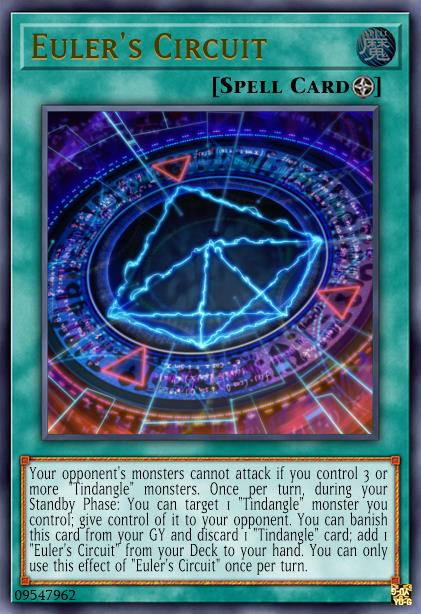 Euler's Circuit
魔
[Spell Card]
Your opponent's monsters cannot attack if you control 3 or
more "Tindangle" monsters. Once per turn, during your
Standby Phase: You can target 1 "Tindangle" monster you
control; give control of it to your opponent. You can banish
this card from your GY and discard 1 "Tindangle" card; add 1
"Euler's Circuit" from your Deck to your hand. You can only
use this effect of "Euler's Circuit" once per turn.
09547962